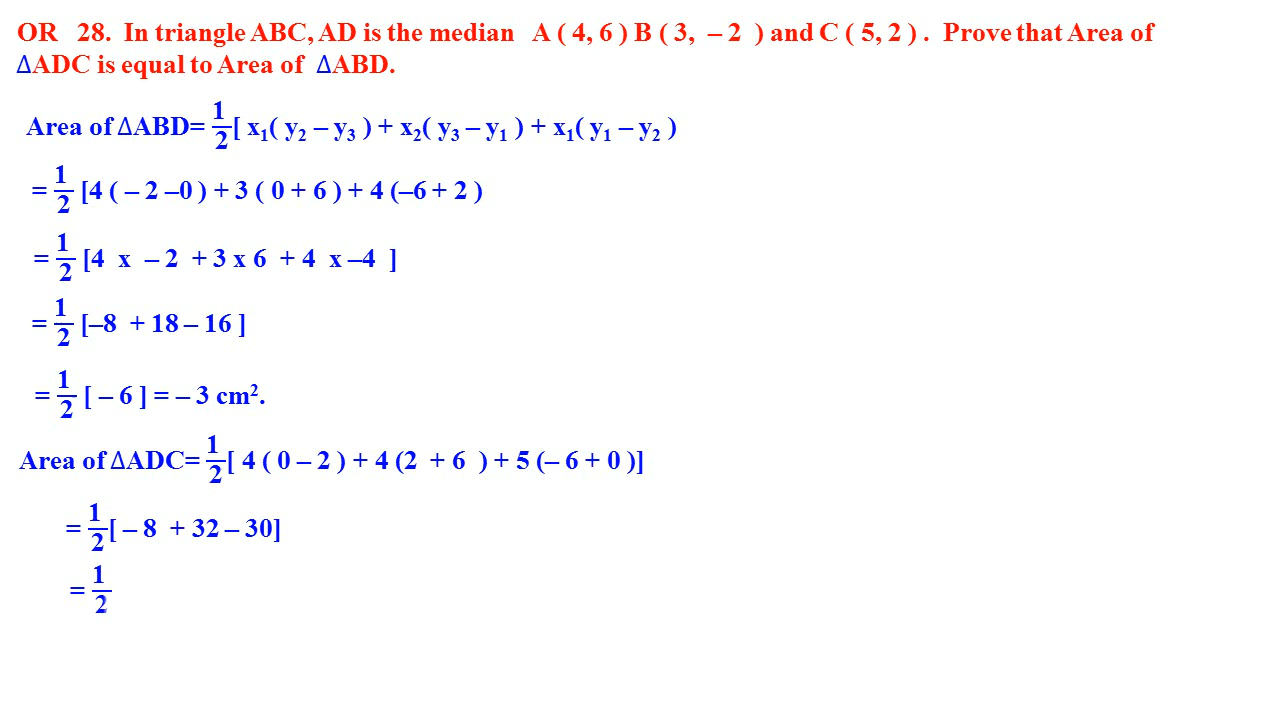 OR 28. In triangle ABC, AD is the median A ( 4, 6 ) B ( 3, – 2 ) and C ( 5, 2 ) . Prove that Area of
∆ADC is equal to Area of ∆ABD.
Area of ∆ABD= 1/2 [ x₁( y₂ – y₃ ) + x₂( y₃ – y₁ ) + x₁( y₁ – y₂ )
= 1/2 [4 ( – 2 –0 ) + 3 ( 0 + 6 ) + 4 (–6 + 2 )
= 1/2 [4 x – 2 + 3 x 6 + 4 x –4 ]
= 1/2 [–8 + 18 – 16 ]
= 1/2 [ – 6 ] = – 3 cm².
Area of ∆ADC= 1/2 [ 4 ( 0 – 2 ) + 4 (2 + 6 ) + 5 (– 6 + 0 )]
= 1/2 [ – 8 + 32 – 30]
= 1/2